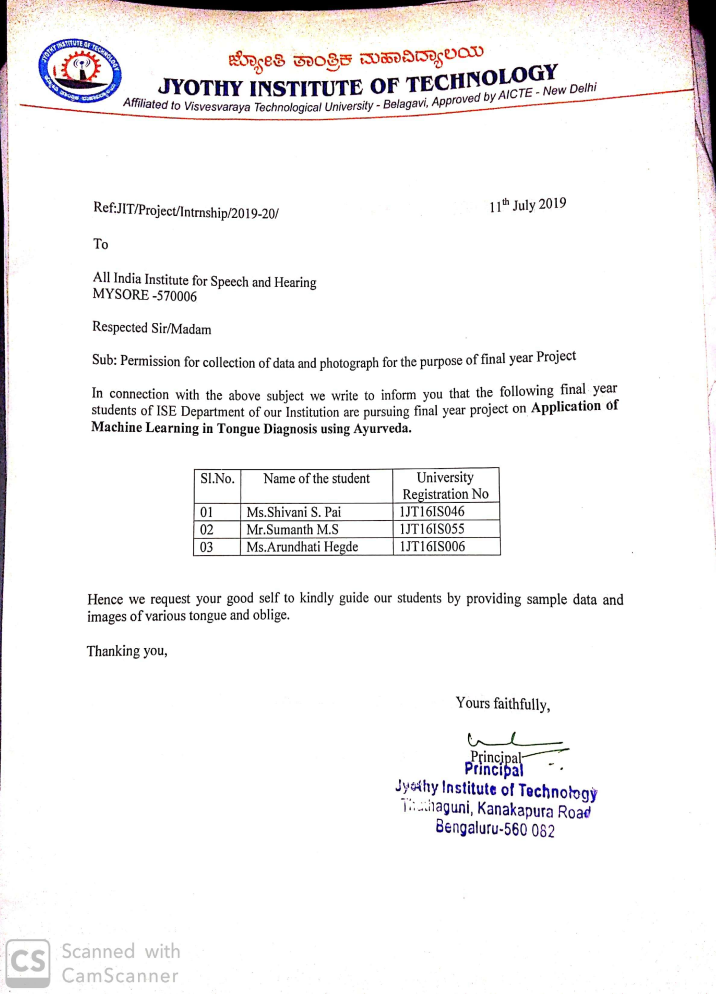 JYOTHY INSTITUTE OF TECHNOLOGY
ಜ್ಯೋತಿ ತಾಂತ್ರಿಕ ಮಹಾವಿದ್ಯಾಲಯ
JYOTHY INSTITUTE OF TECHNOLOGY
Affiliated to Visvesvaraya Technological University - Belagavi, Approved by AICTE - New Delhi
Ref:JIT/Project/Intrnship/2019-20/ 11th July 2019
To
All India Institute for Speech and Hearing
MYSORE -570006
Respected Sir/Madam
Sub: Permission for collection of data and photograph for the purpose of final year Project
In connection with the above subject we write to inform you that the following final year
students of ISE Department of our Institution are pursuing final year project on Application of
Machine Learning in Tongue Diagnosis using Ayurveda.
Sl.No. Name of the student University
Registration No
01 Ms.Shivani S. Pai 1JT16IS046
02 Mr.Sumanth M.S 1JT16IS055
03 Ms.Arundhati Hegde 1JT16IS006
Hence we request your good self to kindly guide our students by providing sample data and
images of various tongue and oblige.
Thanking you,
Yours faithfully,
Principal
Principal
Jyothy Institute of Technology
Kanakapura Road
Bengaluru-560 082
CS Scanned with
CamScanner